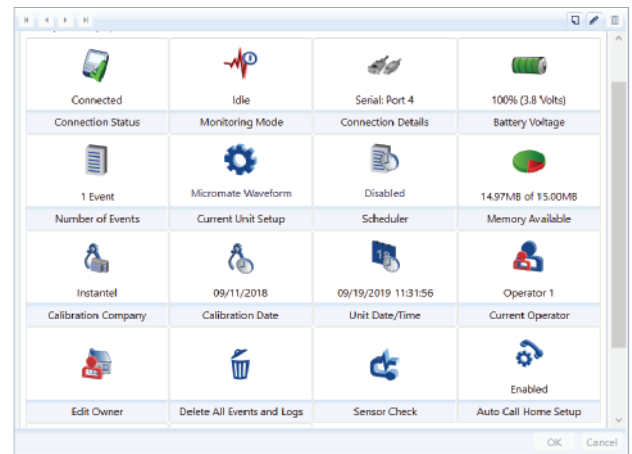 Connected
Idle
Serial: Port 4
100% (3.8 Volts)
Connection Status
Monitoring Mode
Connection Details
Battery Voltage
1 Event
Micromate Waveform
Disabled
14.97MB of 15.00MB
Number of Events
Current Unit Setup
Scheduler
Memory Available
Instantel
09/11/2018
09/19/2019 11:31:56
Operator 1
Calibration Company
Calibration Date
Unit Date/Time
Current Operator
Enabled
Edit Owner
Delete All Events and Logs
Sensor Check
Auto Call Home Setup
OK
Cancel